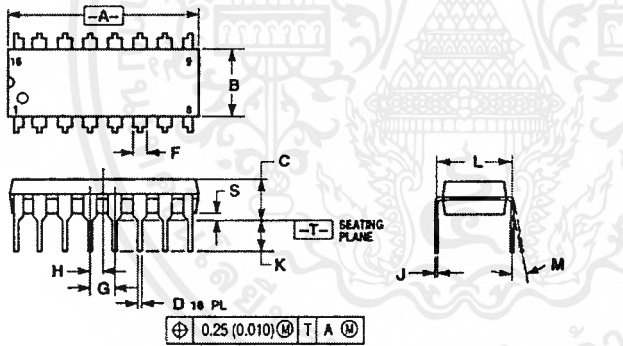 -A-
16 9
B
1 8
F
C
L
S
-T- SEATING
PLANE
K
H
G
J
M
D 16 PL
⌖ 0.25 (0.010) Ⓜ T A Ⓜ